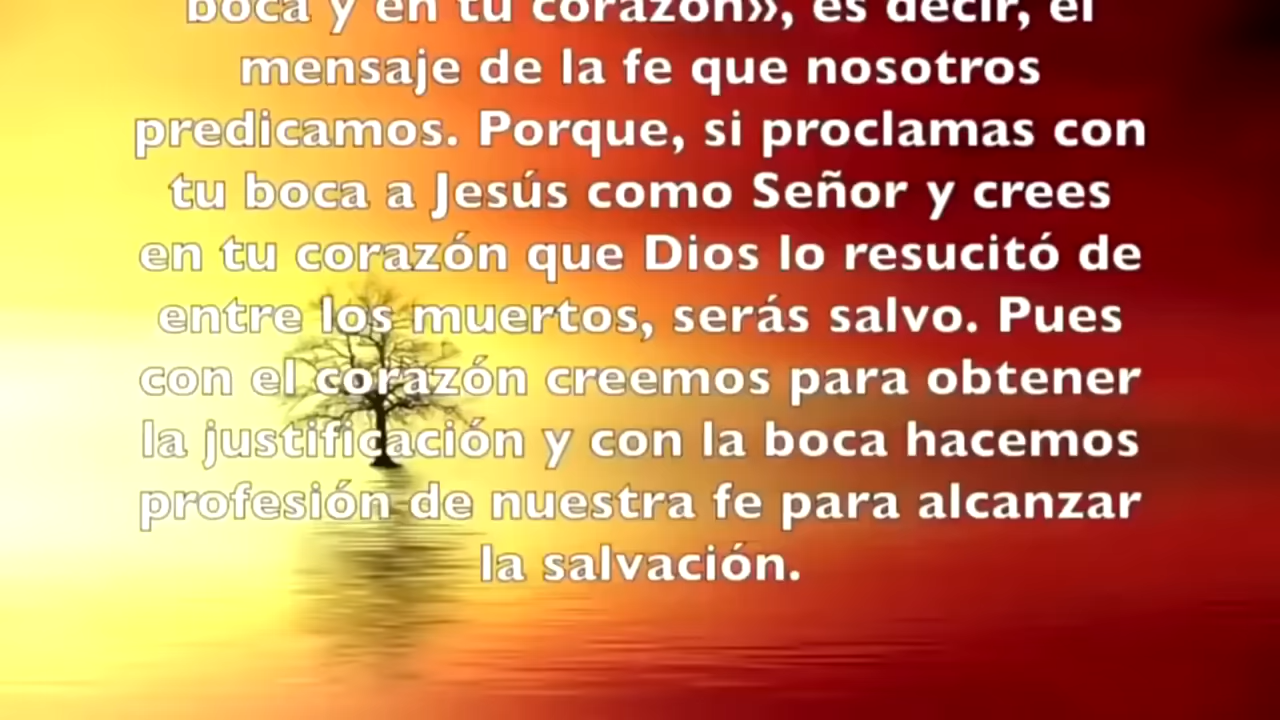 boca y en tu corazón», es decir, el
mensaje de la fe que nosotros
predicamos. Porque, si proclamas con
tu boca a Jesús como Señor y crees
en tu corazón que Dios lo resucitó de
entre los muertos, serás salvo. Pues
con el corazón creemos para obtener
la justificación y con la boca hacemos
profesión de nuestra fe para alcanzar
la salvación.